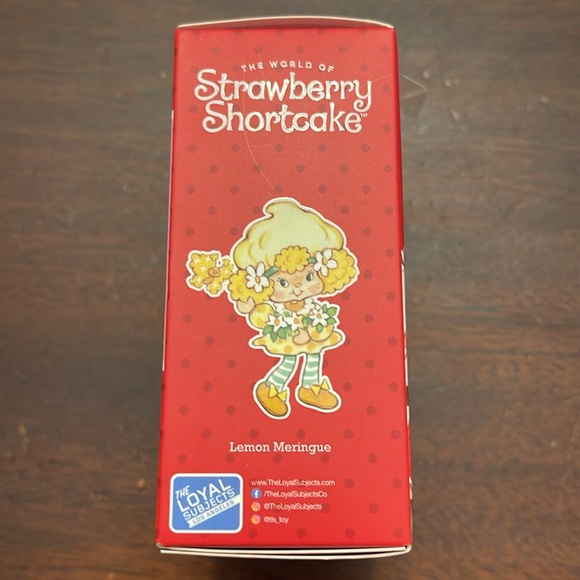 THE WORLD OF
Strawberry
Shortcake™
Lemon Meringue
THE
LOYAL
SUBJECTS
LOS ANGELES
www.TheLoyalSubjects.com
/TheLoyalSubjectsCo
@TheLoyalSubjects
@tls_toy